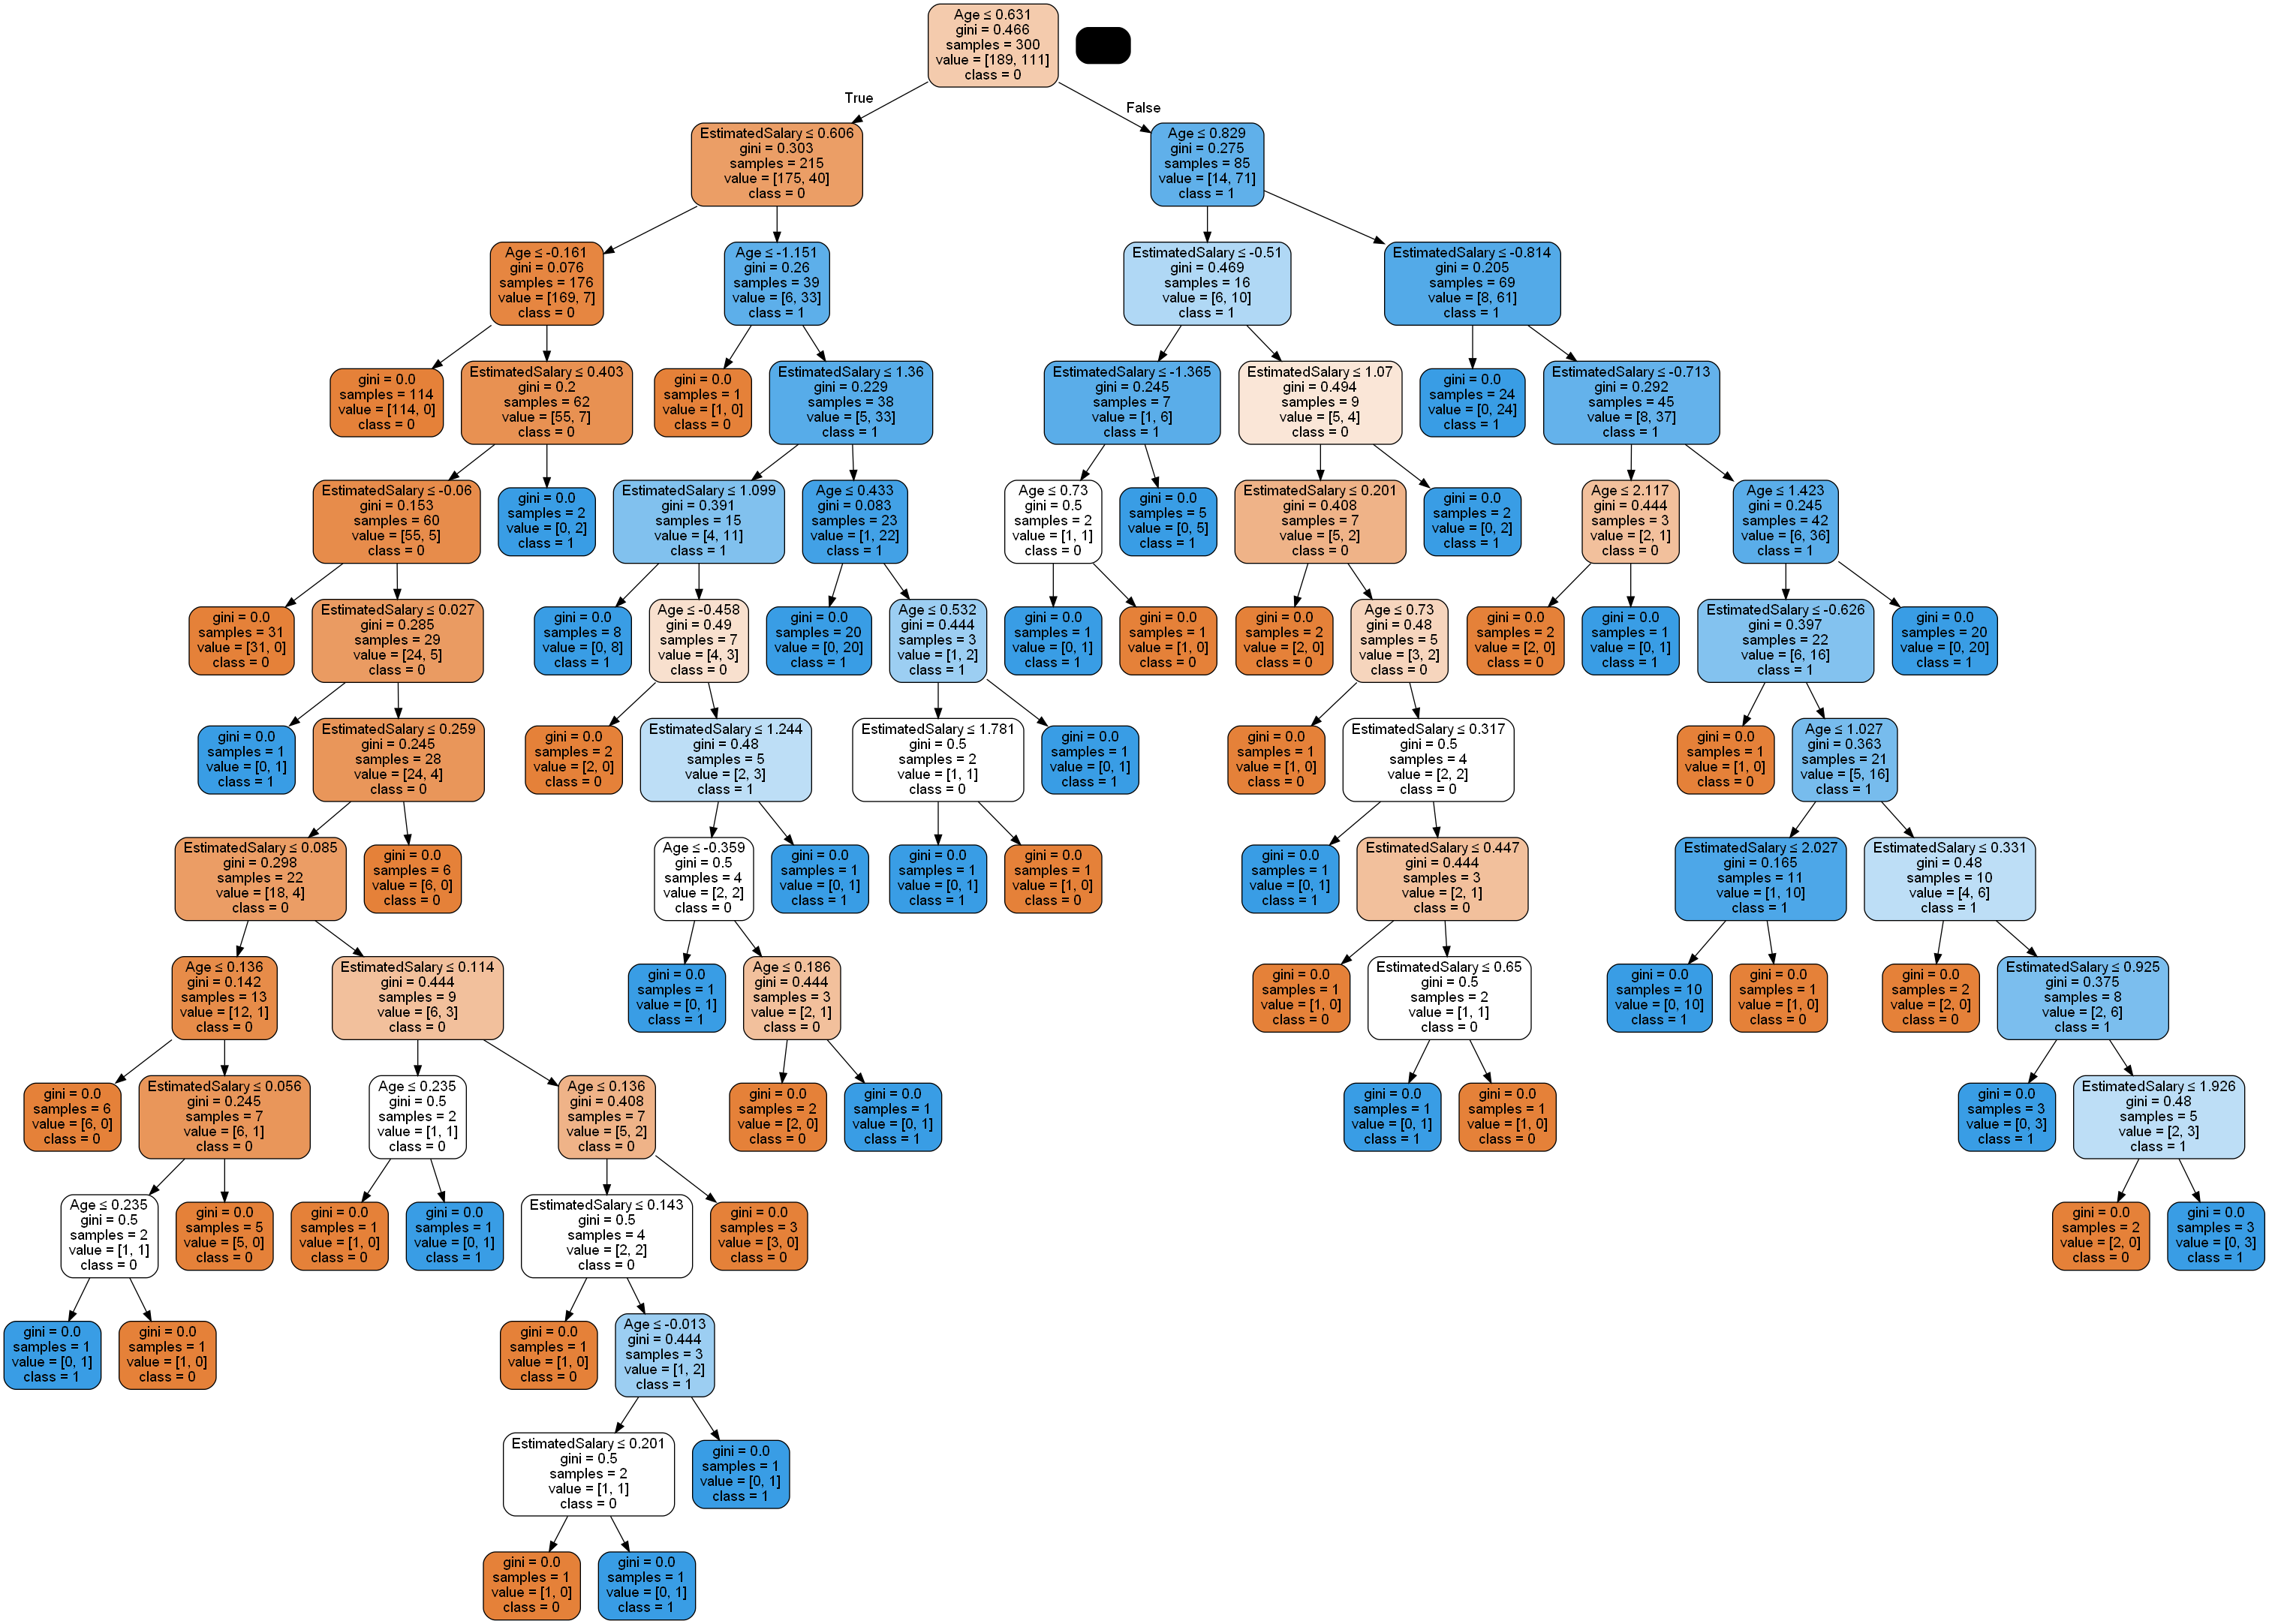 Age ≤ 0.631
gini = 0.466
samples = 300
value = [189, 111]
class = 0
True
False
EstimatedSalary ≤ 0.606
gini = 0.303
samples = 215
value = [175, 40]
class = 0
Age ≤ 0.829
gini = 0.275
samples = 85
value = [14, 71]
class = 1
Age ≤ -0.161
gini = 0.076
samples = 176
value = [169, 7]
class = 0
Age ≤ -1.151
gini = 0.26
samples = 39
value = [6, 33]
class = 1
EstimatedSalary ≤ -0.51
gini = 0.469
samples = 16
value = [6, 10]
class = 1
EstimatedSalary ≤ -0.814
gini = 0.205
samples = 69
value = [8, 61]
class = 1
gini = 0.0
samples = 114
value = [114, 0]
class = 0
EstimatedSalary ≤ 0.403
gini = 0.2
samples = 62
value = [55, 7]
class = 0
gini = 0.0
samples = 1
value = [1, 0]
class = 0
EstimatedSalary ≤ 1.36
gini = 0.229
samples = 38
value = [5, 33]
class = 1
EstimatedSalary ≤ -1.365
gini = 0.245
samples = 7
value = [1, 6]
class = 1
EstimatedSalary ≤ 1.07
gini = 0.494
samples = 9
value = [5, 4]
class = 0
gini = 0.0
samples = 24
value = [0, 24]
class = 1
EstimatedSalary ≤ -0.713
gini = 0.292
samples = 45
value = [8, 37]
class = 1
EstimatedSalary ≤ -0.06
gini = 0.153
samples = 60
value = [55, 5]
class = 0
gini = 0.0
samples = 2
value = [0, 2]
class = 1
EstimatedSalary ≤ 1.099
gini = 0.391
samples = 15
value = [4, 11]
class = 1
Age ≤ 0.433
gini = 0.083
samples = 23
value = [1, 22]
class = 1
Age ≤ 0.73
gini = 0.5
samples = 2
value = [1, 1]
class = 0
gini = 0.0
samples = 5
value = [0, 5]
class = 1
EstimatedSalary ≤ 0.201
gini = 0.408
samples = 7
value = [5, 2]
class = 0
gini = 0.0
samples = 2
value = [0, 2]
class = 1
Age ≤ 2.117
gini = 0.444
samples = 3
value = [2, 1]
class = 0
Age ≤ 1.423
gini = 0.245
samples = 42
value = [6, 36]
class = 1
gini = 0.0
samples = 31
value = [31, 0]
class = 0
EstimatedSalary ≤ 0.027
gini = 0.285
samples = 29
value = [24, 5]
class = 0
gini = 0.0
samples = 8
value = [0, 8]
class = 1
Age ≤ -0.458
gini = 0.49
samples = 7
value = [4, 3]
class = 0
gini = 0.0
samples = 20
value = [0, 20]
class = 1
Age ≤ 0.532
gini = 0.444
samples = 3
value = [1, 2]
class = 1
gini = 0.0
samples = 1
value = [0, 1]
class = 1
gini = 0.0
samples = 1
value = [1, 0]
class = 0
gini = 0.0
samples = 2
value = [2, 0]
class = 0
Age ≤ 0.73
gini = 0.48
samples = 5
value = [3, 2]
class = 0
gini = 0.0
samples = 2
value = [2, 0]
class = 0
gini = 0.0
samples = 1
value = [0, 1]
class = 1
EstimatedSalary ≤ -0.626
gini = 0.397
samples = 22
value = [6, 16]
class = 1
gini = 0.0
samples = 20
value = [0, 20]
class = 1
gini = 0.0
samples = 1
value = [0, 1]
class = 1
EstimatedSalary ≤ 0.259
gini = 0.245
samples = 28
value = [24, 4]
class = 0
gini = 0.0
samples = 2
value = [2, 0]
class = 0
EstimatedSalary ≤ 1.244
gini = 0.48
samples = 5
value = [2, 3]
class = 1
EstimatedSalary ≤ 1.781
gini = 0.5
samples = 2
value = [1, 1]
class = 0
gini = 0.0
samples = 1
value = [0, 1]
class = 1
gini = 0.0
samples = 1
value = [1, 0]
class = 0
EstimatedSalary ≤ 0.317
gini = 0.5
samples = 4
value = [2, 2]
class = 0
gini = 0.0
samples = 1
value = [1, 0]
class = 0
Age ≤ 1.027
gini = 0.363
samples = 21
value = [5, 16]
class = 1
EstimatedSalary ≤ 0.085
gini = 0.298
samples = 22
value = [18, 4]
class = 0
gini = 0.0
samples = 6
value = [6, 0]
class = 0
Age ≤ -0.359
gini = 0.5
samples = 4
value = [2, 2]
class = 0
gini = 0.0
samples = 1
value = [0, 1]
class = 1
gini = 0.0
samples = 1
value = [0, 1]
class = 1
gini = 0.0
samples = 1
value = [1, 0]
class = 0
gini = 0.0
samples = 1
value = [0, 1]
class = 1
EstimatedSalary ≤ 0.447
gini = 0.444
samples = 3
value = [2, 1]
class = 0
EstimatedSalary ≤ 2.027
gini = 0.165
samples = 11
value = [1, 10]
class = 1
EstimatedSalary ≤ 0.331
gini = 0.48
samples = 10
value = [4, 6]
class = 1
Age ≤ 0.136
gini = 0.142
samples = 13
value = [12, 1]
class = 0
EstimatedSalary ≤ 0.114
gini = 0.444
samples = 9
value = [6, 3]
class = 0
gini = 0.0
samples = 1
value = [0, 1]
class = 1
Age ≤ 0.186
gini = 0.444
samples = 3
value = [2, 1]
class = 0
gini = 0.0
samples = 1
value = [1, 0]
class = 0
EstimatedSalary ≤ 0.65
gini = 0.5
samples = 2
value = [1, 1]
class = 0
gini = 0.0
samples = 10
value = [0, 10]
class = 1
gini = 0.0
samples = 1
value = [1, 0]
class = 0
gini = 0.0
samples = 2
value = [2, 0]
class = 0
EstimatedSalary ≤ 0.925
gini = 0.375
samples = 8
value = [2, 6]
class = 1
gini = 0.0
samples = 6
value = [6, 0]
class = 0
EstimatedSalary ≤ 0.056
gini = 0.245
samples = 7
value = [6, 1]
class = 0
Age ≤ 0.235
gini = 0.5
samples = 2
value = [1, 1]
class = 0
Age ≤ 0.136
gini = 0.408
samples = 7
value = [5, 2]
class = 0
gini = 0.0
samples = 2
value = [2, 0]
class = 0
gini = 0.0
samples = 1
value = [0, 1]
class = 1
gini = 0.0
samples = 1
value = [0, 1]
class = 1
gini = 0.0
samples = 1
value = [1, 0]
class = 0
gini = 0.0
samples = 3
value = [0, 3]
class = 1
EstimatedSalary ≤ 1.926
gini = 0.48
samples = 5
value = [2, 3]
class = 1
Age ≤ 0.235
gini = 0.5
samples = 2
value = [1, 1]
class = 0
gini = 0.0
samples = 5
value = [5, 0]
class = 0
gini = 0.0
samples = 1
value = [1, 0]
class = 0
gini = 0.0
samples = 1
value = [0, 1]
class = 1
EstimatedSalary ≤ 0.143
gini = 0.5
samples = 4
value = [2, 2]
class = 0
gini = 0.0
samples = 3
value = [3, 0]
class = 0
gini = 0.0
samples = 2
value = [2, 0]
class = 0
gini = 0.0
samples = 3
value = [0, 3]
class = 1
gini = 0.0
samples = 1
value = [0, 1]
class = 1
gini = 0.0
samples = 1
value = [1, 0]
class = 0
gini = 0.0
samples = 1
value = [1, 0]
class = 0
Age ≤ -0.013
gini = 0.444
samples = 3
value = [1, 2]
class = 1
EstimatedSalary ≤ 0.201
gini = 0.5
samples = 2
value = [1, 1]
class = 0
gini = 0.0
samples = 1
value = [0, 1]
class = 1
gini = 0.0
samples = 1
value = [1, 0]
class = 0
gini = 0.0
samples = 1
value = [0, 1]
class = 1